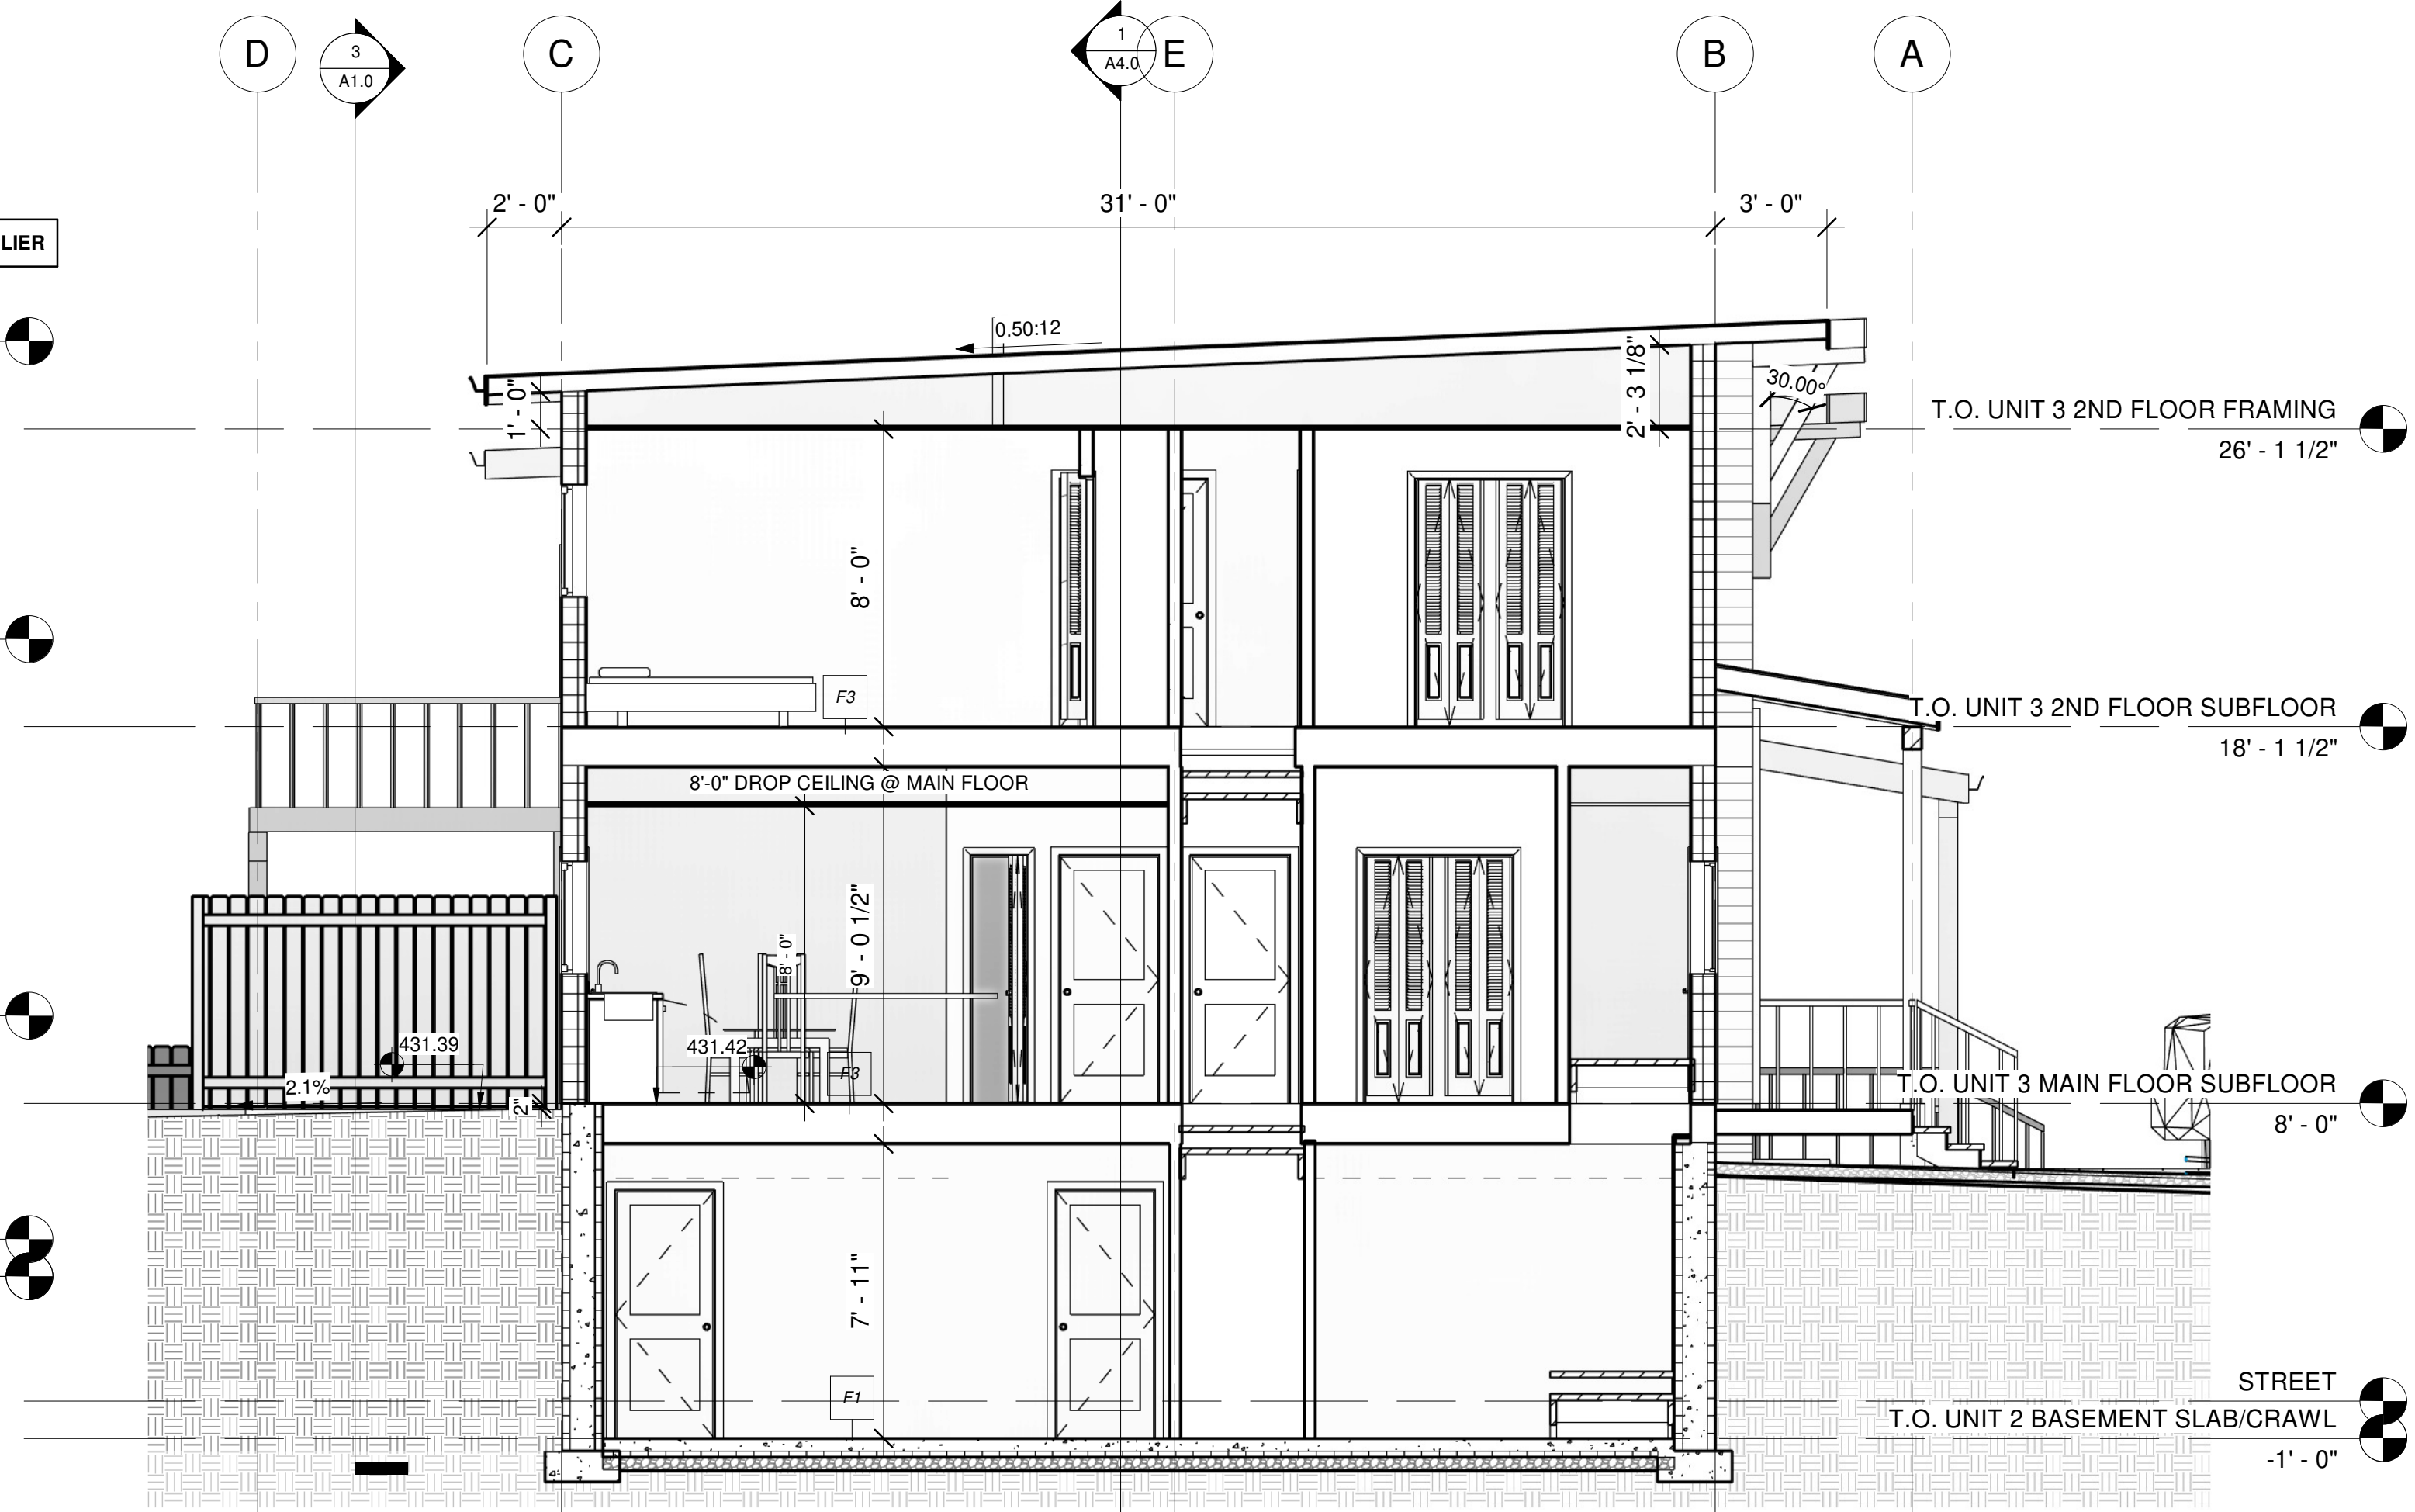 D
3
A1.0
C
1
A4.0
E
B
A
2' - 0"
31' - 0"
3' - 0"
LIER
0.50:12
1' - 0"
2' - 3 1/8"
30.00°
T.O. UNIT 3 2ND FLOOR FRAMING
26' - 1 1/2"
8' - 0"
F3
T.O. UNIT 3 2ND FLOOR SUBFLOOR
18' - 1 1/2"
8'-0" DROP CEILING @ MAIN FLOOR
8' - 0"
9' - 0 1/2"
431.39
431.42
F3
2.1%
2"
T.O. UNIT 3 MAIN FLOOR SUBFLOOR
8' - 0"
7' - 11"
F1
STREET
T.O. UNIT 2 BASEMENT SLAB/CRAWL
-1' - 0"